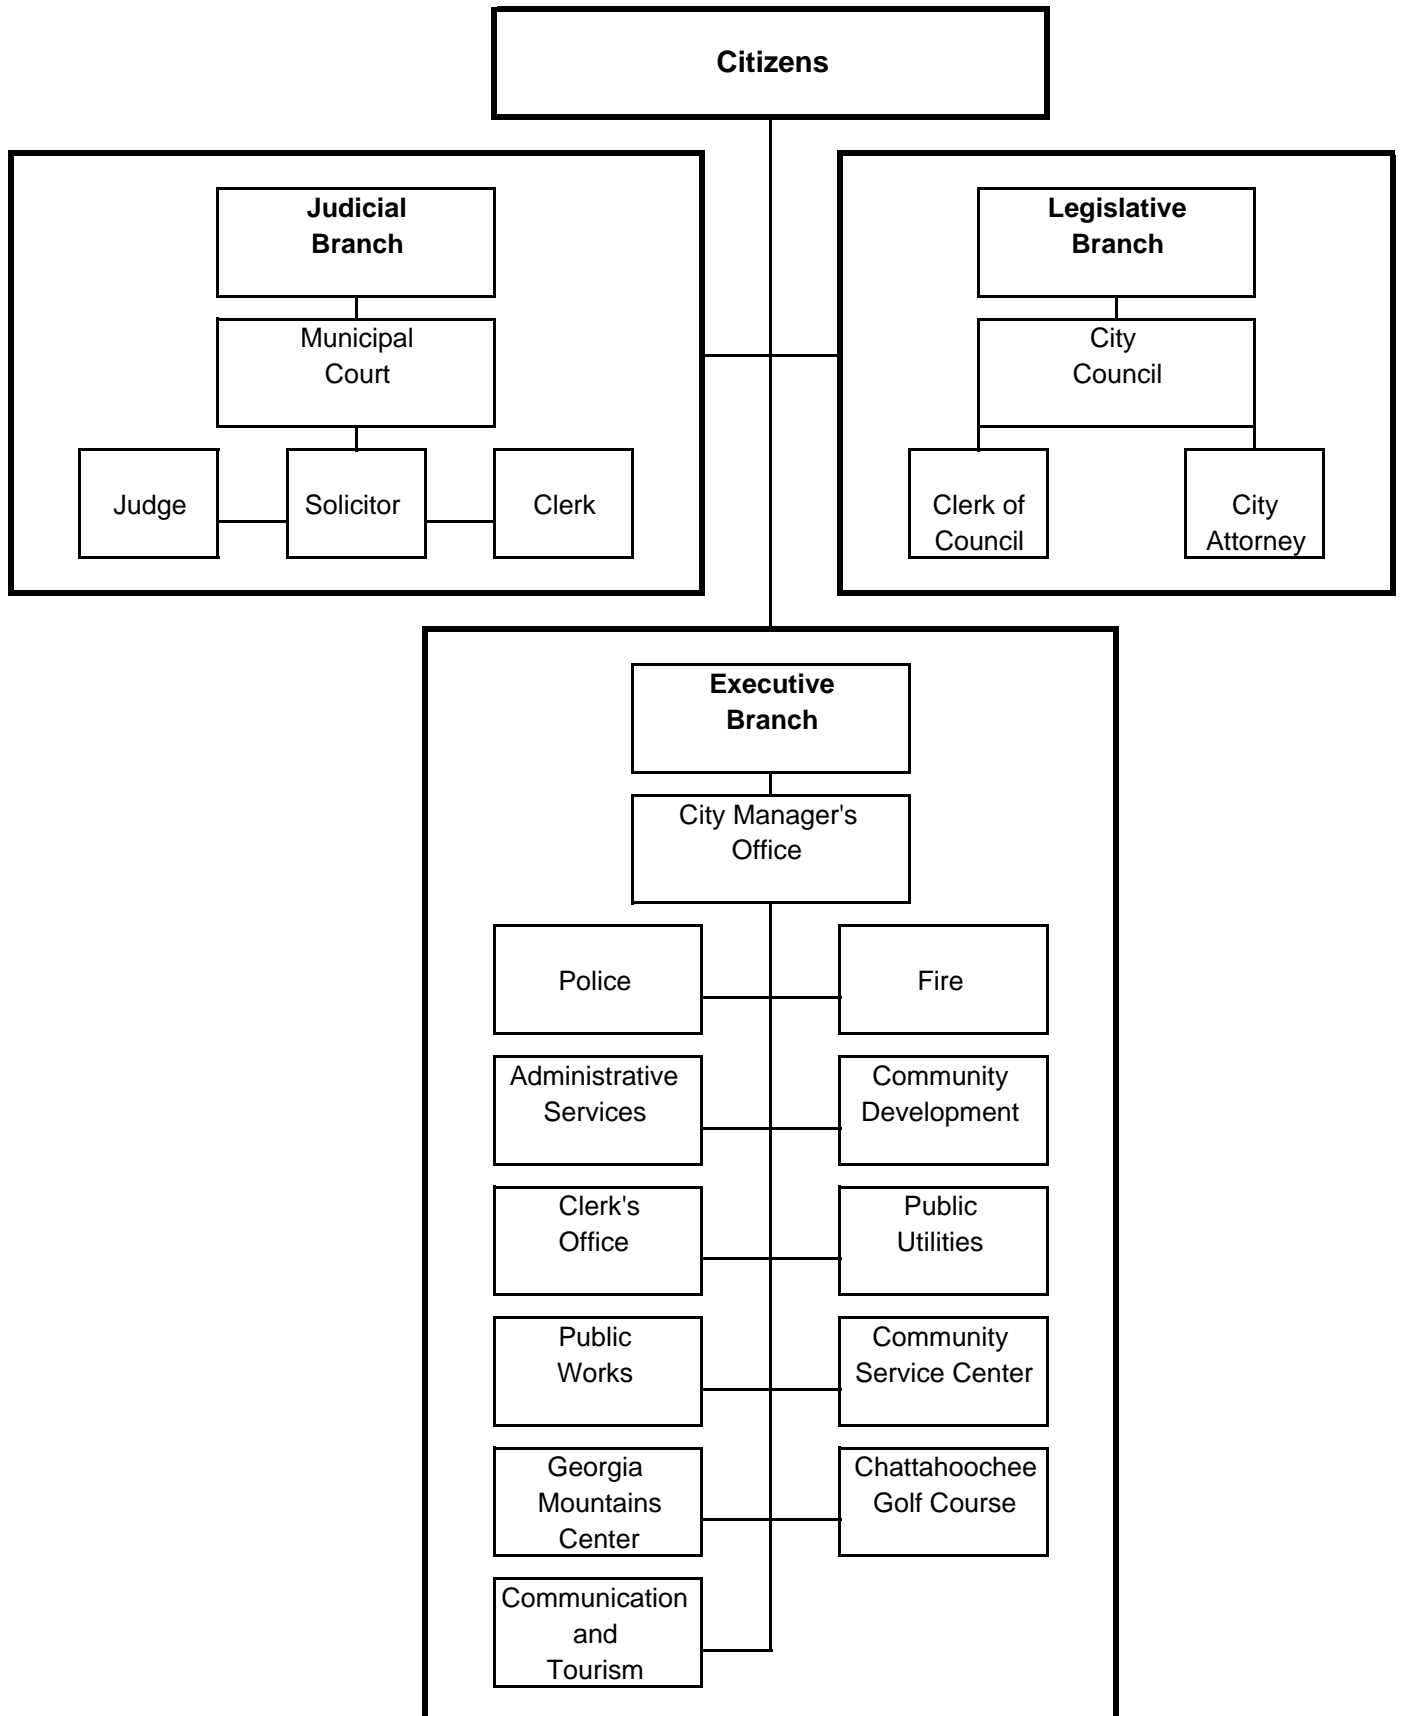 Citizens
Judicial
Branch
Legislative
Branch
Municipal
Court
City
Council
Judge
Solicitor
Clerk
Clerk of
Council
City
Attorney
Executive
Branch
City Manager's
Office
Police
Fire
Administrative
Services
Community
Development
Clerk's
Office
Public
Utilities
Public
Works
Community
Service Center
Georgia
Mountains
Center
Chattahoochee
Golf Course
Communication
and
Tourism